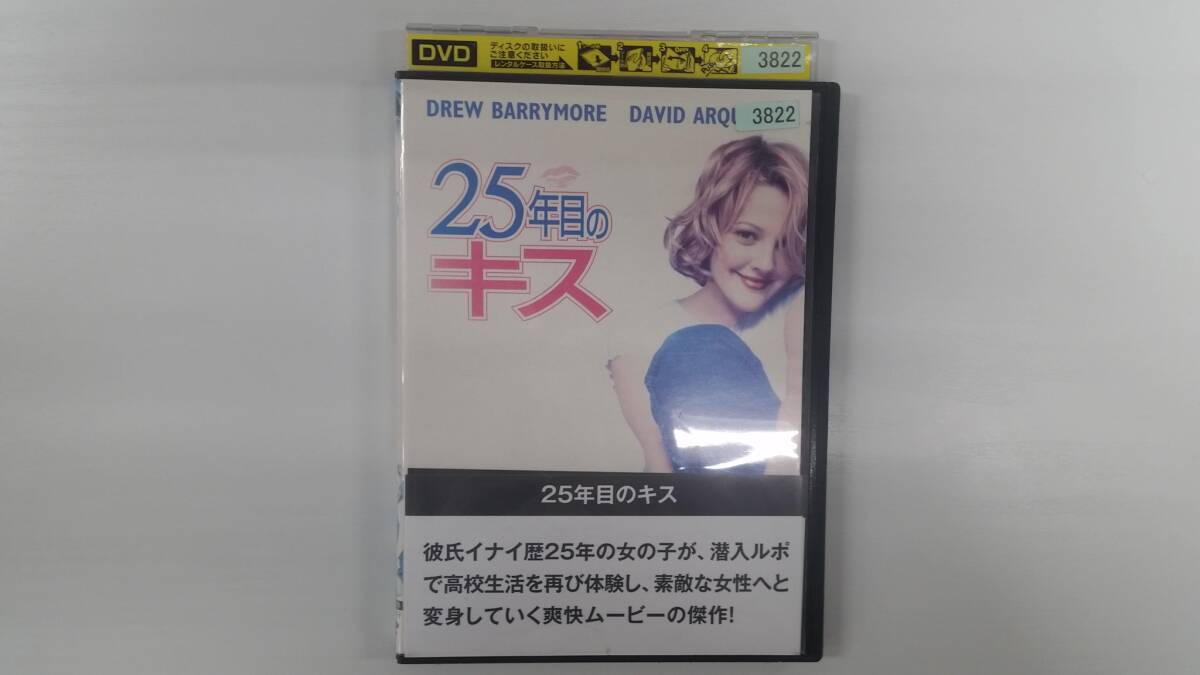 DVD
ディスクの取扱いに
ご注意ください
レンタルケース取扱方法
1 2 3 OPEN 4
3822
DREW BARRYMORE DAVID ARQU
3822
25年目の
キス
25年目のキス
彼氏イナイ歴25年の女の子が、潜入ルポ
で高校生活を再び体験し、素敵な女性へと
変身していく爽快ムービーの傑作!